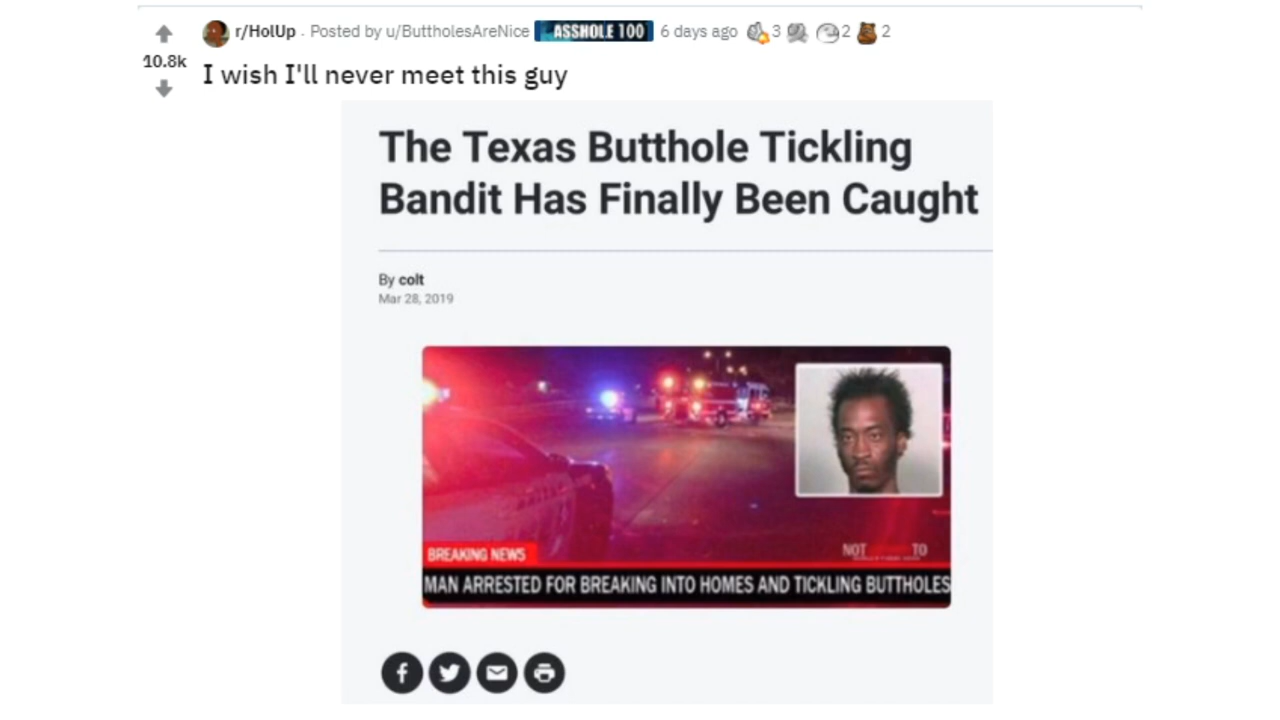 r/HolUp · Posted by u/ButtholesAreNice ASSHOLE 100 6 days ago 3 2 2
10.8k
I wish I'll never meet this guy
The Texas Butthole Tickling
Bandit Has Finally Been Caught
By colt
Mar 28, 2019
BREAKING NEWS
NOT TO
MAN ARRESTED FOR BREAKING INTO HOMES AND TICKLING BUTTHOLES